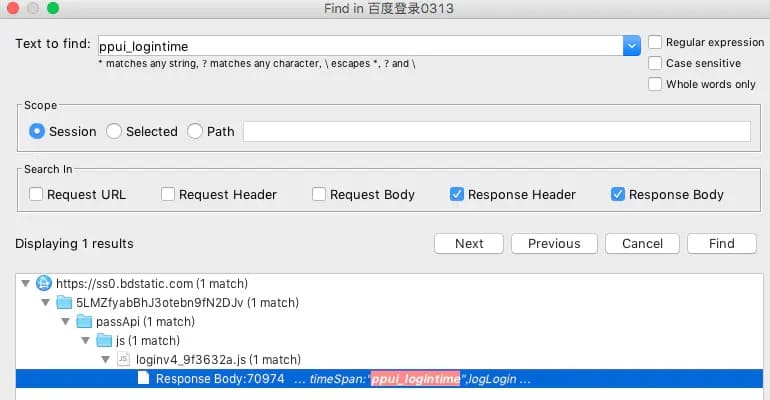 Find in 百度登录0313
Text to find: ppui_logintime
Regular expression
* matches any string, ? matches any character, \ escapes *, ? and \
Case sensitive
Whole words only
Scope
Session Selected Path
Search In
Request URL Request Header Request Body Response Header Response Body
Displaying 1 results Next Previous Cancel Find
https://ss0.bdstatic.com (1 match)
5LMZfyabBhJ3otebn9fN2DJv (1 match)
passApi (1 match)
js (1 match)
JS loginv4_9f3632a.js (1 match)
Response Body:70974 ... timeSpan:"ppui_logintime",logLogin ...